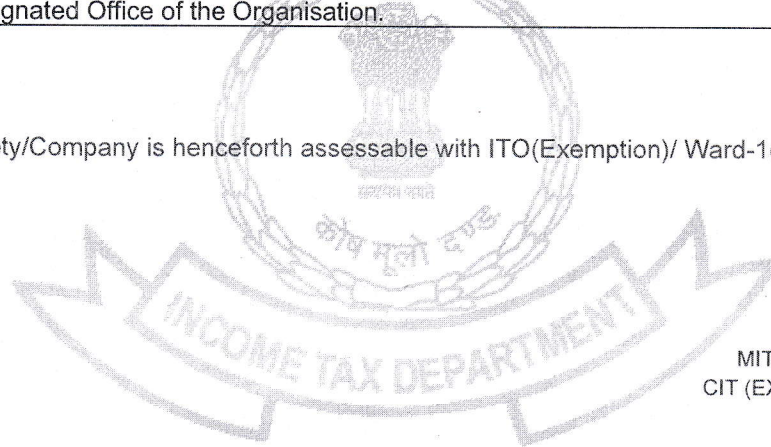 gnated Office of the Organisation.
ety/Company is henceforth assessable with ITO(Exemption)/ Ward-1
सत्यमेव जयते
कोष मूलो दण्डः
INCOME TAX DEPARTMENT
MIT
CIT (EX